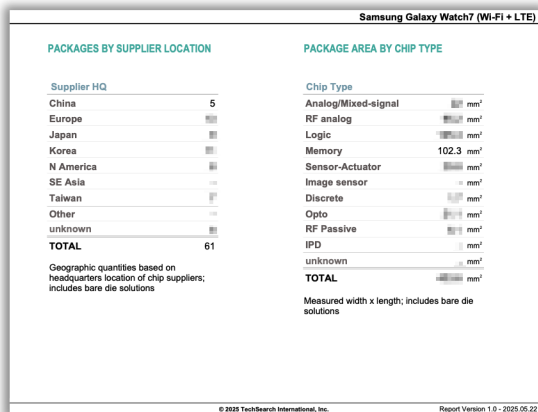 Samsung Galaxy Watch7 (Wi-Fi + LTE)
PACKAGES BY SUPPLIER LOCATION
Supplier HQ
China 5
Europe
Japan
Korea
N America
SE Asia
Taiwan
Other
unknown
TOTAL 61
Geographic quantities based on
headquarters location of chip suppliers;
includes bare die solutions
PACKAGE AREA BY CHIP TYPE
Chip Type
Analog/Mixed-signal mm²
RF analog mm²
Logic mm²
Memory 102.3 mm²
Sensor-Actuator mm²
Image sensor mm²
Discrete mm²
Opto mm²
RF Passive mm²
IPD mm²
unknown mm²
TOTAL mm²
Measured width x length; includes bare die
solutions
© 2025 TechSearch International, Inc.
Report Version 1.0 - 2025.05.22